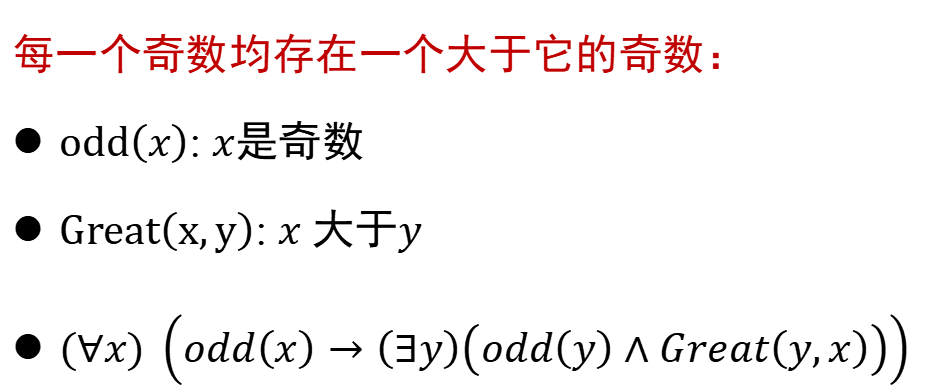 每一个奇数均存在一个大于它的奇数：
● odd(𝑥): 𝑥是奇数
● Great(x, y): 𝑥 大于𝑦
● (∀𝑥) (𝑜𝑑𝑑(𝑥) → (∃𝑦)(𝑜𝑑𝑑(𝑦) ∧ 𝐺𝑟𝑒𝑎𝑡(𝑦, 𝑥)))